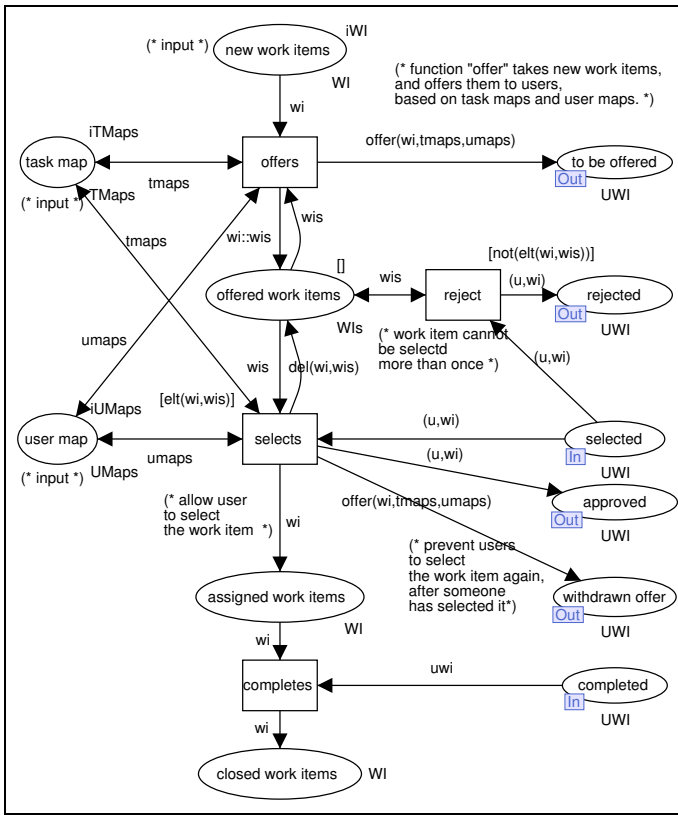 iWI
(* input *)
new work items
WI
(* function "offer" takes new work items,
and offers them to users,
based on task maps and user maps. *)
wi
iTMaps
offer(wi,tmaps,umaps)
task map
offers
to be offered
Out
TMaps
tmaps
UWI
(* input *)
wis
tmaps
wi::wis
[not(elt(wi,wis))]
[]
wis
(u,wi)
offered work items
reject
rejected
Out
WIs
UWI
umaps
(* work item cannot
be selectd
more than once *)
(u,wi)
wis
del(wi,wis)
iUMaps
[elt(wi,wis)]
(u,wi)
user map
selects
selected
In
umaps
(u,wi)
UMaps
UWI
(* input *)
(* allow user
to select
the work item  *)
wi
offer(wi,tmaps,umaps)
approved
Out
UWI
(* prevent users
to select
the work item again,
after someone
has selected it*)
assigned work items
withdrawn offer
Out
WI
UWI
wi
uwi
completes
completed
In
UWI
wi
closed work items
WI